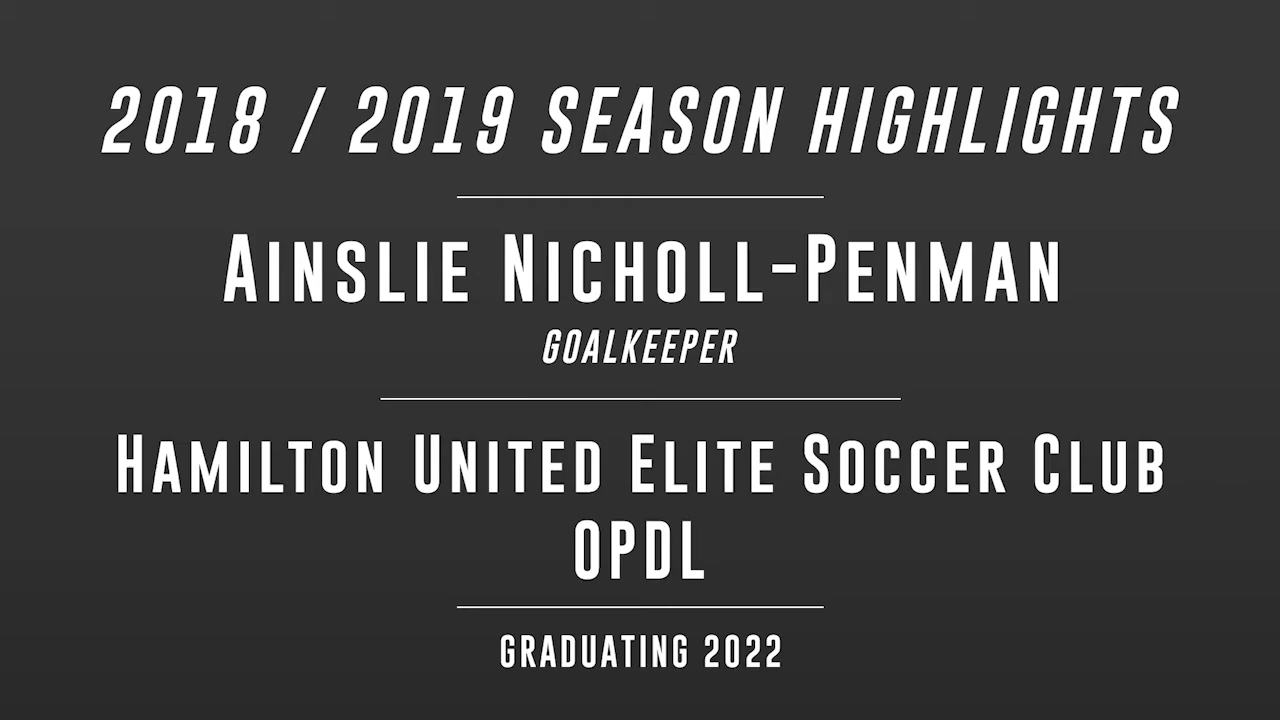 2018 / 2019 SEASON HIGHLIGHTS
AINSLIE NICHOLL-PENMAN
GOALKEEPER
HAMILTON UNITED ELITE SOCCER CLUB
OPDL
GRADUATING 2022